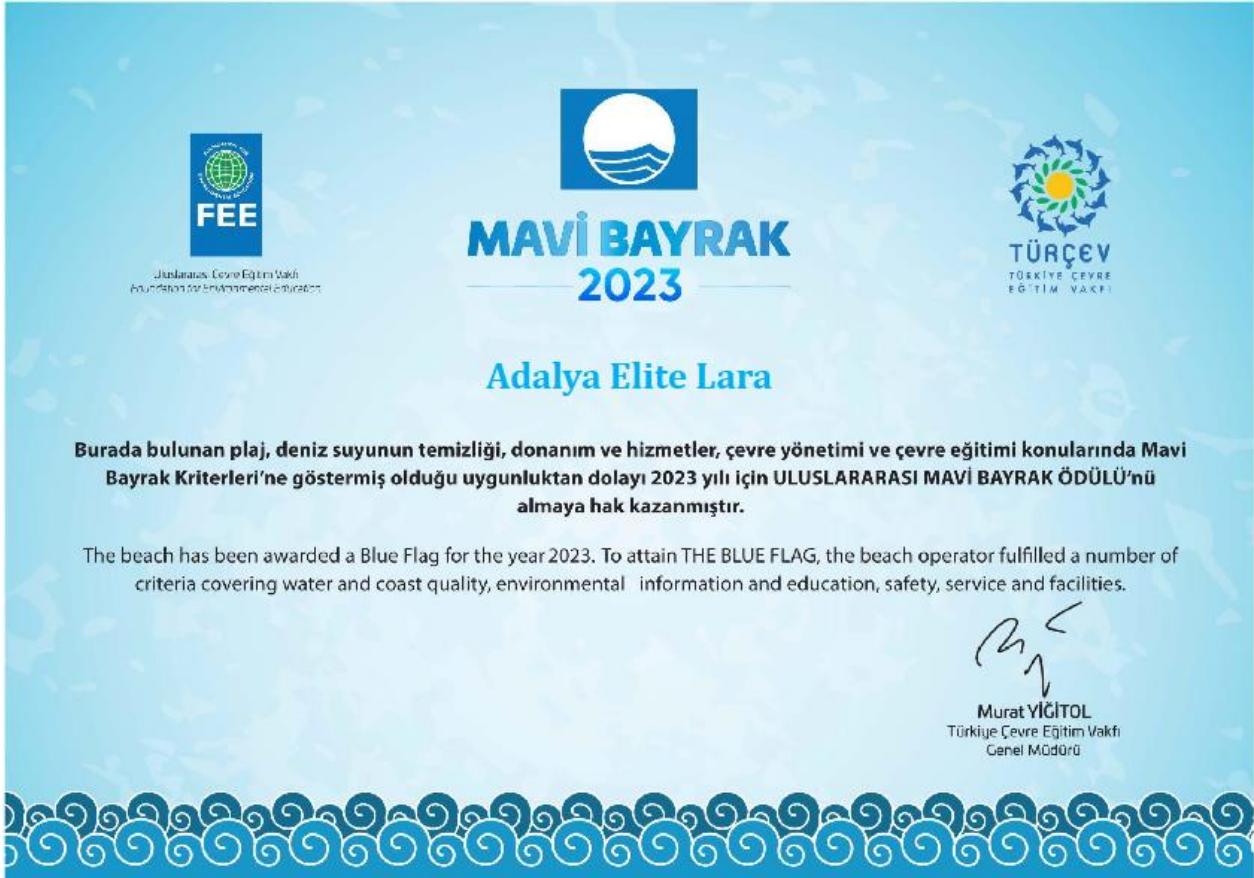 FOUNDATION FOR
ENVIRONMENTAL EDUCATION
FEE
Uluslararası Çevre Eğitim Vakfı
Foundation for Environmental Education
MAVİ BAYRAK
2023
TÜRÇEV
TÜRKİYE ÇEVRE
EĞİTİM VAKFI
Adalya Elite Lara
Burada bulunan plaj, deniz suyunun temizliği, donanım ve hizmetler, çevre yönetimi ve çevre eğitimi konularında Mavi
Bayrak Kriterleri’ne göstermiş olduğu uygunluktan dolayı 2023 yılı için ULUSLARARASI MAVİ BAYRAK ÖDÜLÜ’nü
almaya hak kazanmıştır.
The beach has been awarded a Blue Flag for the year 2023. To attain THE BLUE FLAG, the beach operator fulfilled a number of
criteria covering water and coast quality, environmental information and education, safety, service and facilities.
Murat YİĞİTOL
Türkiye Çevre Eğitim Vakfı
Genel Müdürü